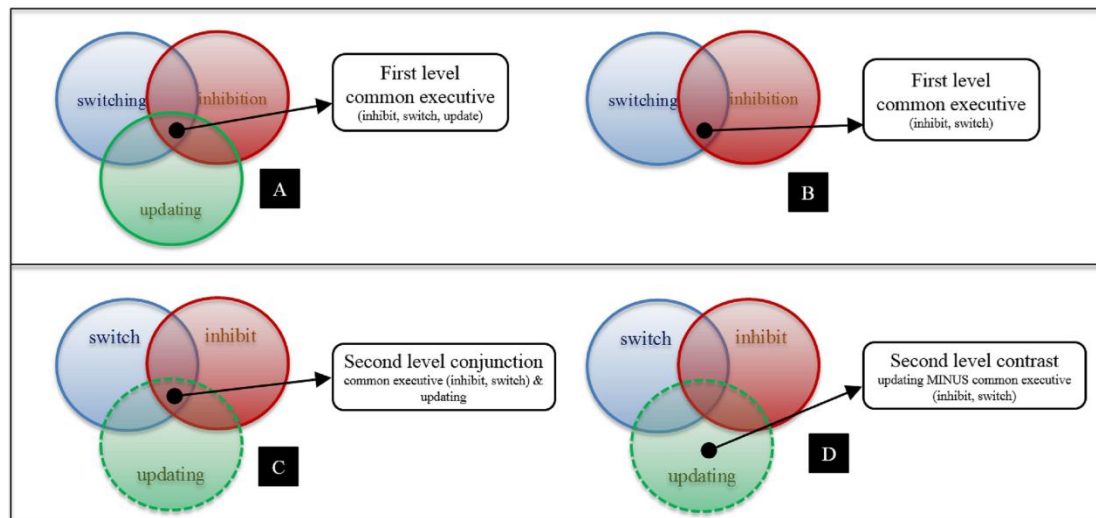 switching
inhibition
updating
First level
common executive
(inhibit, switch, update)
A
switching
inhibition
First level
common executive
(inhibit, switch)
B
switch
inhibit
updating
Second level conjunction
common executive (inhibit, switch) &
updating
C
switch
inhibit
updating
Second level contrast
updating MINUS common executive
(inhibit, switch)
D